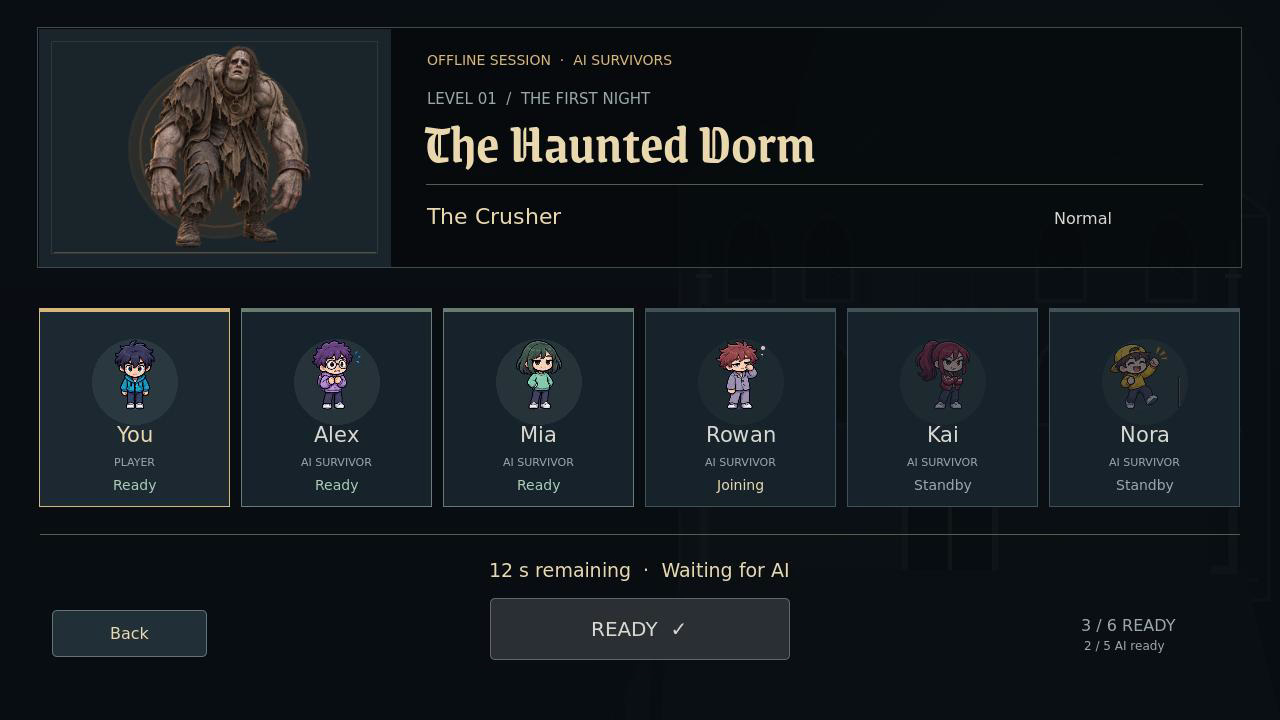 OFFLINE SESSION · AI SURVIVORS
LEVEL 01 / THE FIRST NIGHT
The Haunted Dorm
The Crusher
Normal
You
PLAYER
Ready
Alex
AI SURVIVOR
Ready
Mia
AI SURVIVOR
Ready
Rowan
AI SURVIVOR
Joining
Kai
AI SURVIVOR
Standby
Nora
AI SURVIVOR
Standby
12 s remaining · Waiting for AI
Back
READY ✓
3 / 6 READY
2 / 5 AI ready